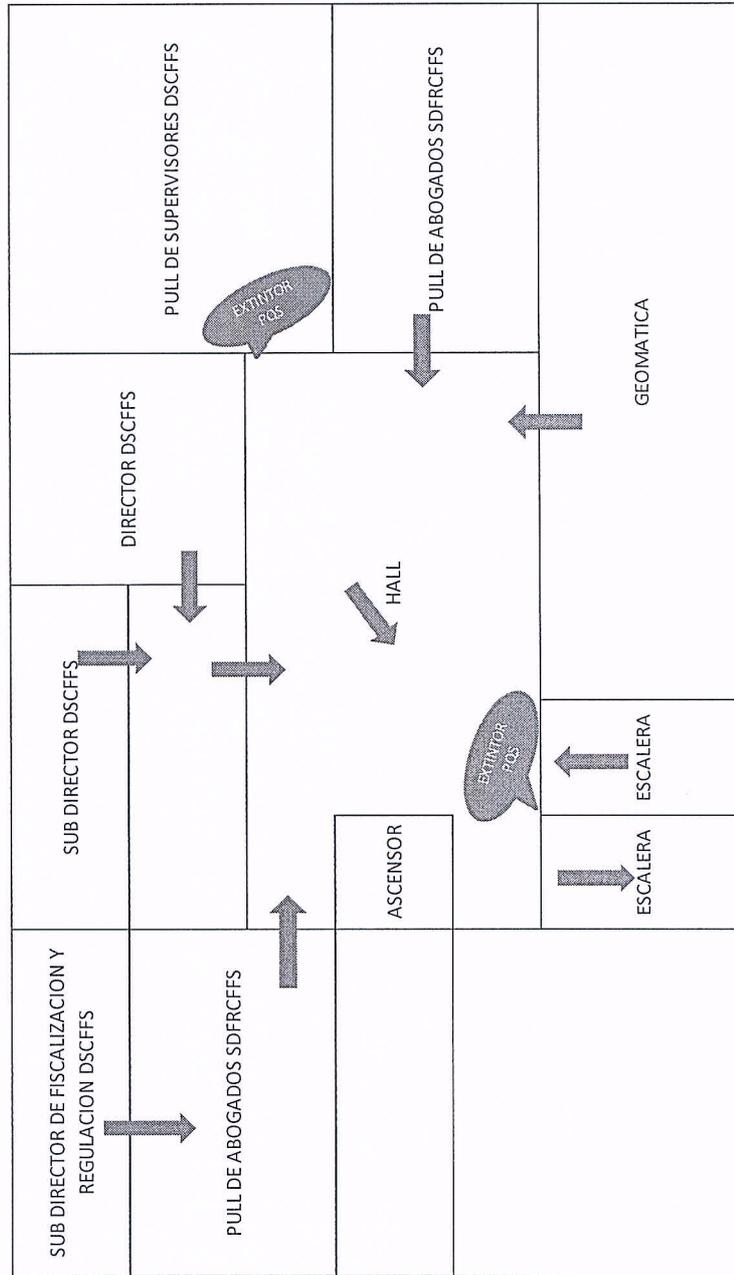 SUB DIRECTOR DE FISCALIZACION Y
REGULACION DSCFFS
SUB DIRECTOR DSCFFS
DIRECTOR DSCFFS
PULL DE SUPERVISORES DSCFFS
EXTINTOR
PQS
PULL DE ABOGADOS SDFRCFFS
PULL DE ABOGADOS SDFRCFFS
ASCENSOR
HALL
EXTINTOR
PQS
ESCALERA
ESCALERA
GEOMATICA